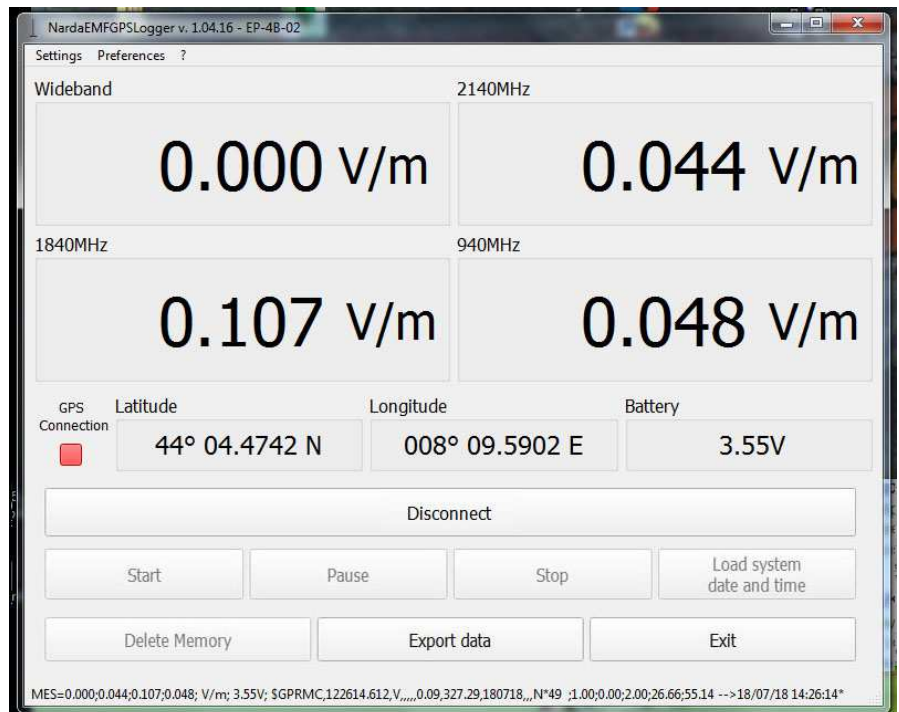 NardaEMFGPSLogger v. 1.04.16 - EP-4B-02
Settings Preferences ?
Wideband
0.000 V/m
2140MHz
0.044 V/m
1840MHz
0.107 V/m
940MHz
0.048 V/m
GPS
Connection
Latitude
44° 04.4742 N
Longitude
008° 09.5902 E
Battery
3.55V
Disconnect
Start
Pause
Stop
Load system
date and time
Delete Memory
Export data
Exit
MES=0.000;0.044;0.107;0.048; V/m; 3.55V; $GPRMC,122614.612,V,,,,,0.09,327.29,180718,,,N*49 ;1.00;0.00;2.00;26.66;55.14 -->18/07/18 14:26:14*